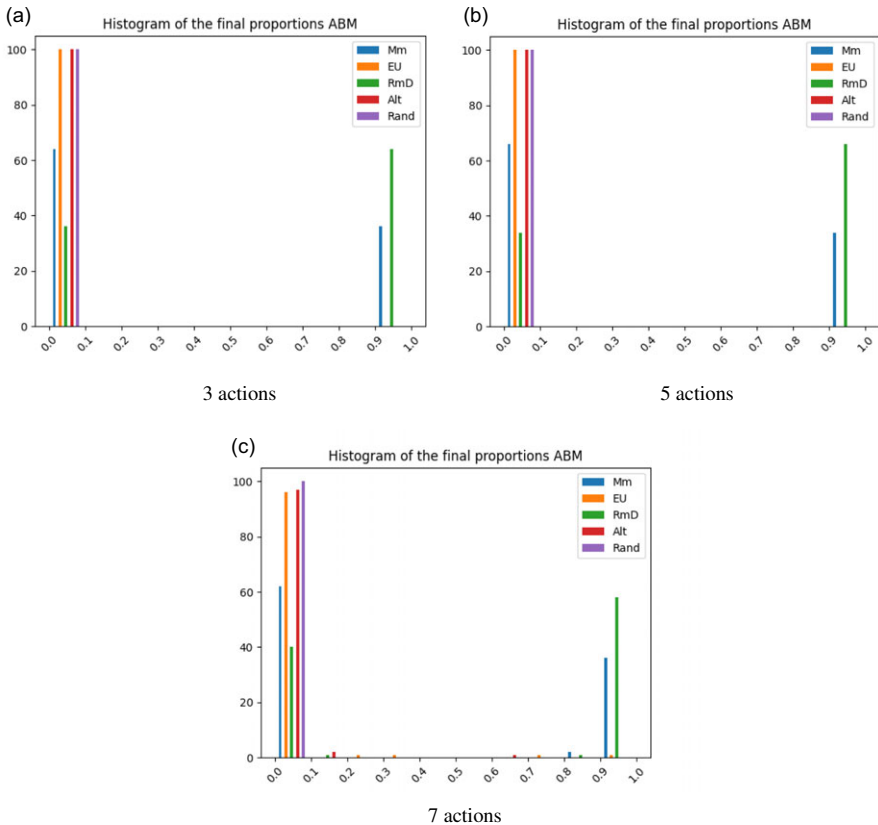 (a)
Histogram of the final proportions ABM
100
80
60
40
20
0
Mm
EU
RmD
Alt
Rand
0.0 0.1 0.2 0.3 0.4 0.5 0.6 0.7 0.8 0.9 1.0
3 actions
(b)
Histogram of the final proportions ABM
100
80
60
40
20
0
Mm
EU
RmD
Alt
Rand
0.0 0.1 0.2 0.3 0.4 0.5 0.6 0.7 0.8 0.9 1.0
5 actions
(c)
Histogram of the final proportions ABM
100
80
60
40
20
0
Mm
EU
RmD
Alt
Rand
0.0 0.1 0.2 0.3 0.4 0.5 0.6 0.7 0.8 0.9 1.0
7 actions